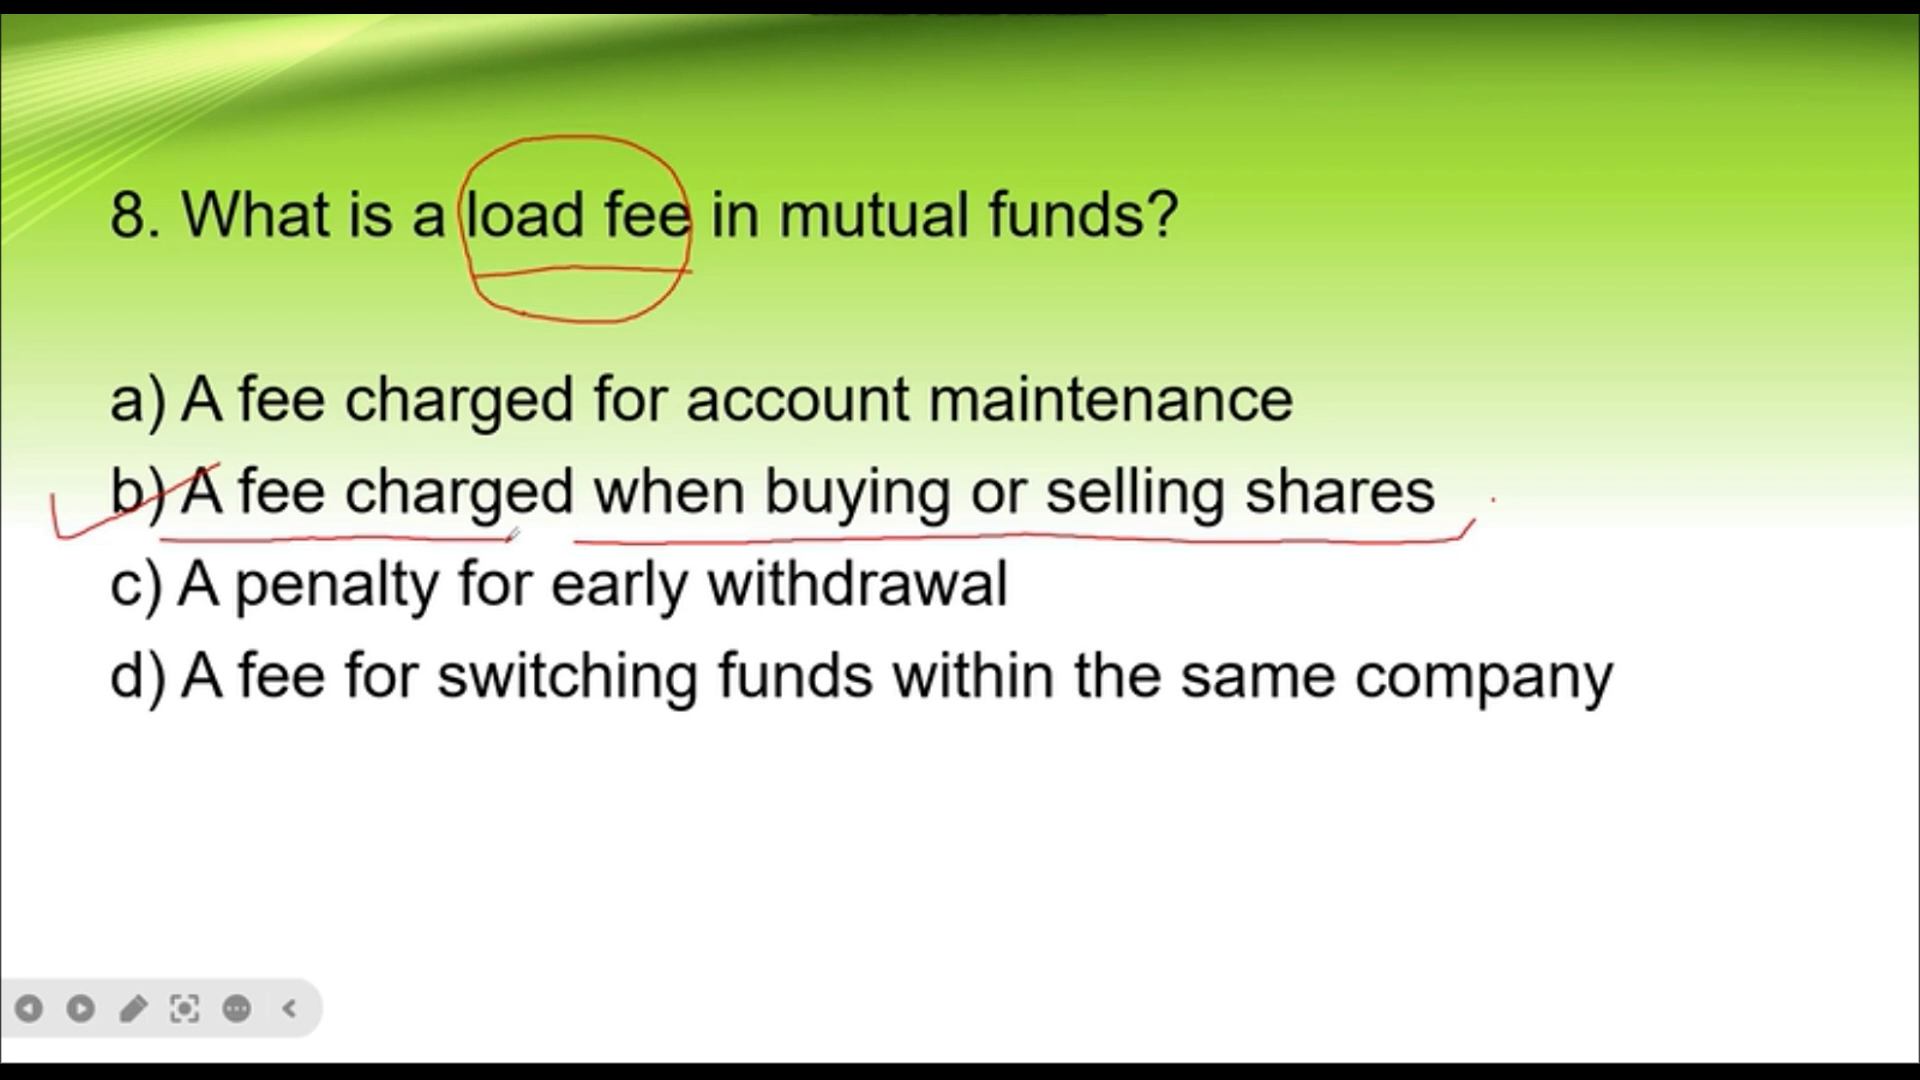 8. What is a load fee in mutual funds?
a) A fee charged for account maintenance
b) A fee charged when buying or selling shares
c) A penalty for early withdrawal
d) A fee for switching funds within the same company